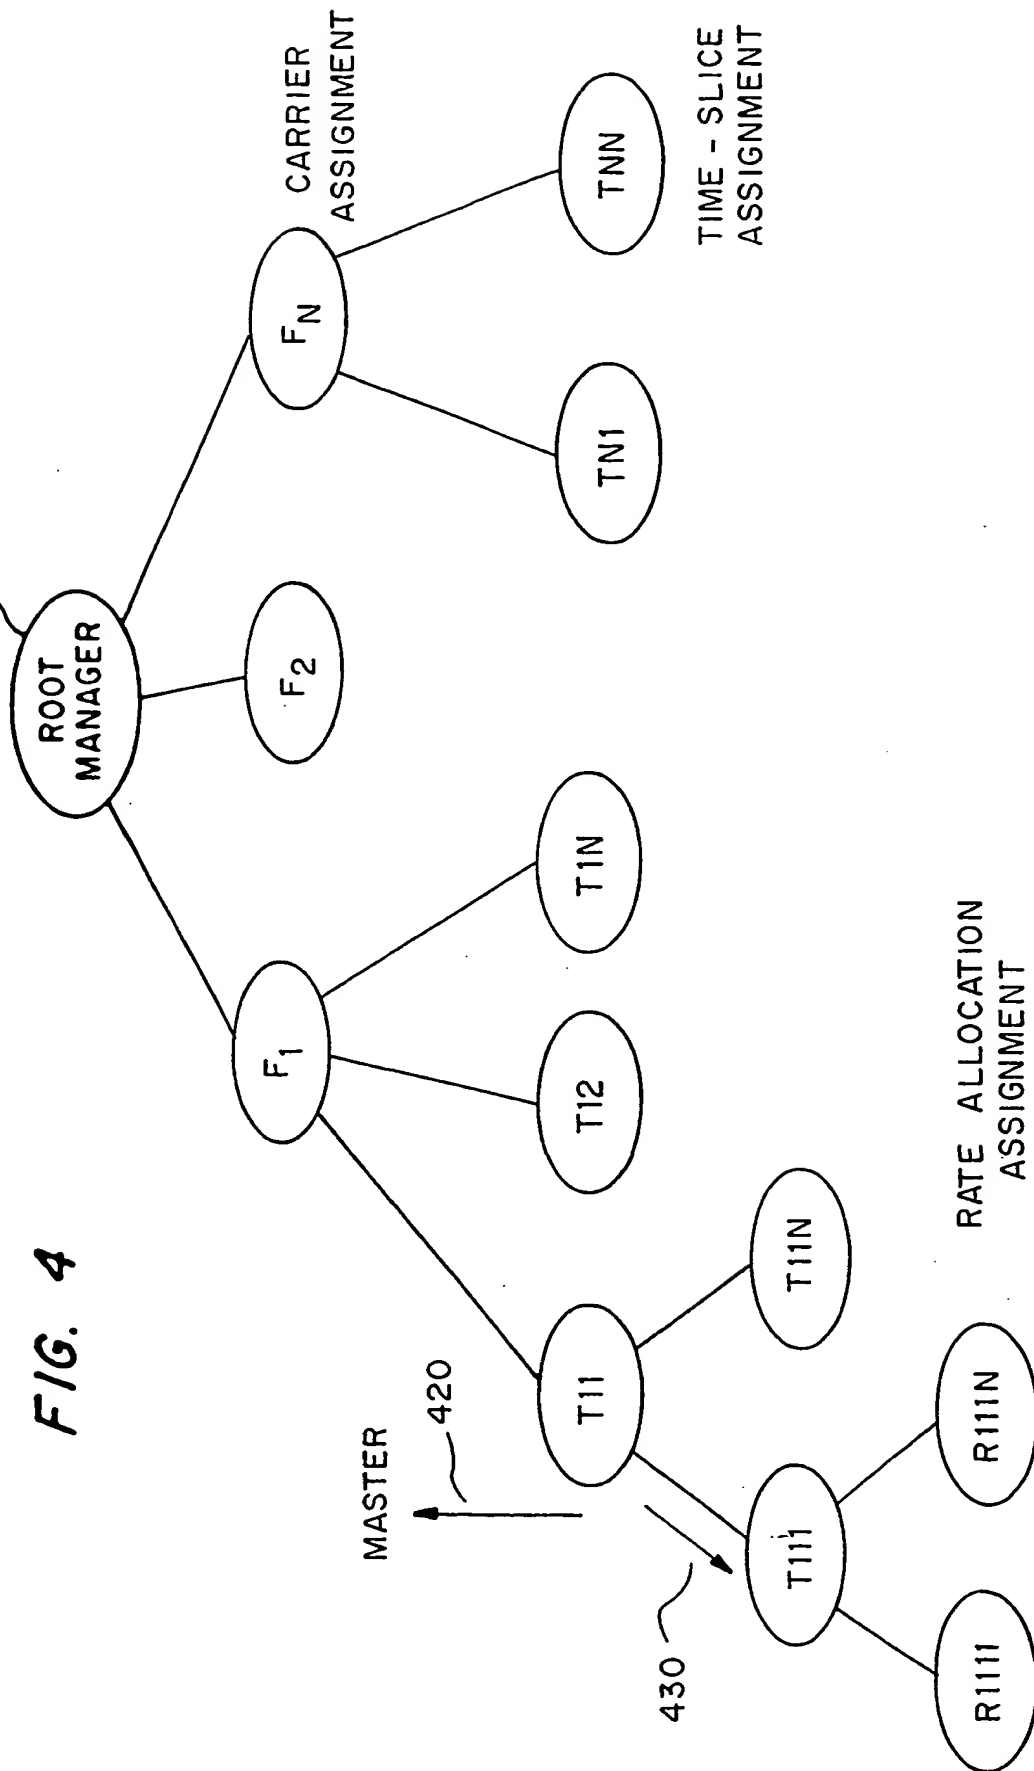 FIG. 4
ROOT
MANAGER
F1
F2
FN
CARRIER
ASSIGNMENT
MASTER
420
T11
T12
T1N
TN1
TNN
TIME - SLICE
ASSIGNMENT
430
T111
T11N
RATE ALLOCATION
ASSIGNMENT
R1111
R111N